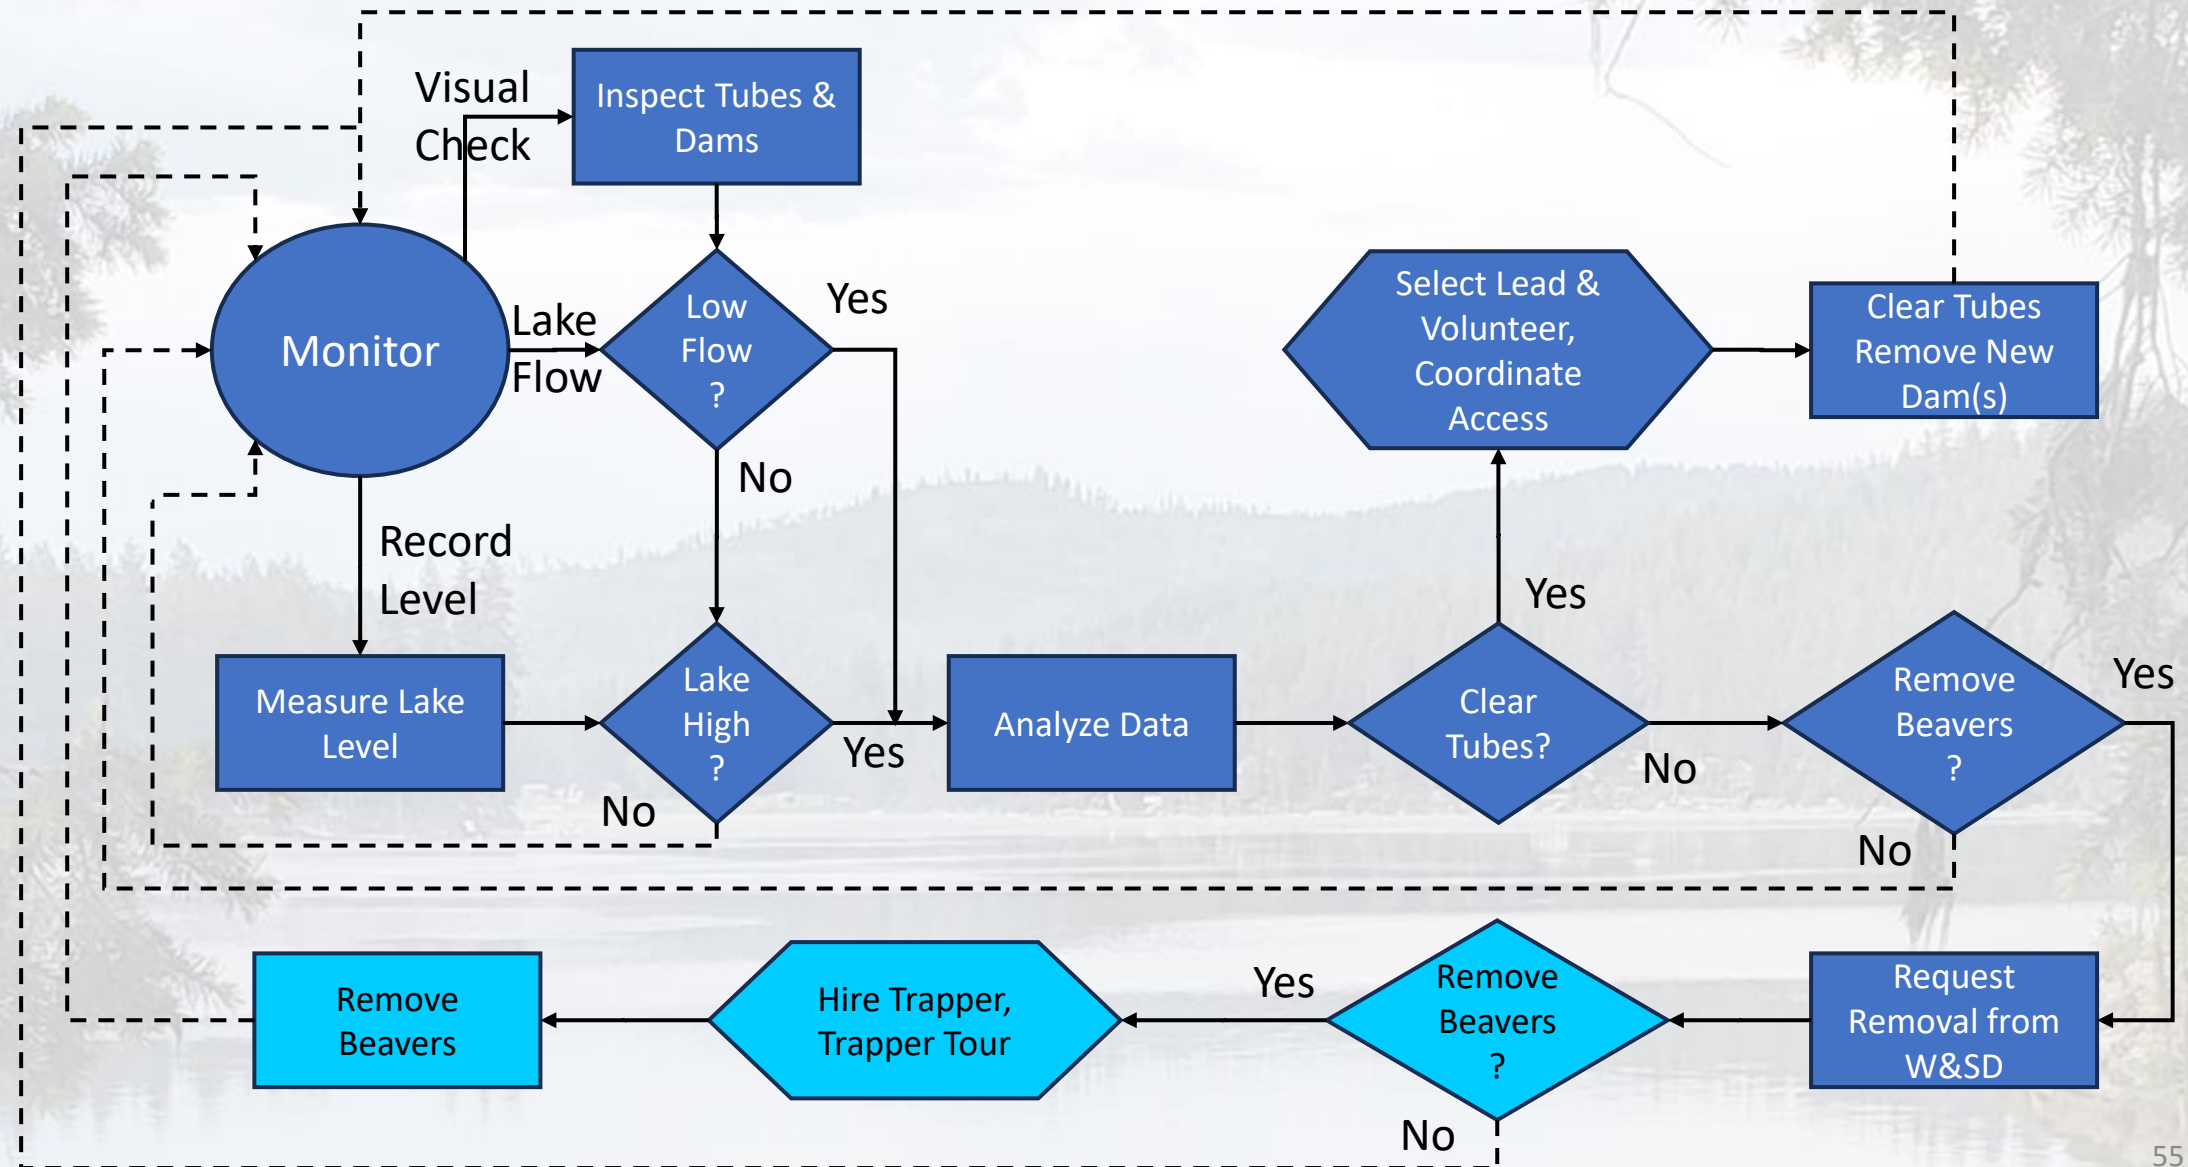 Visual
Check
Inspect Tubes &
Dams
Monitor
Lake
Flow
Low
Flow
?
Yes
No
Select Lead &
Volunteer,
Coordinate
Access
Clear Tubes
Remove New
Dam(s)
Record
Level
Measure Lake
Level
Lake
High
?
Yes
No
Analyze Data
Clear
Tubes?
Yes
No
Remove
Beavers
?
Yes
No
Remove
Beavers
Hire Trapper,
Trapper Tour
Yes
Remove
Beavers
?
No
Request
Removal from
W&SD
55